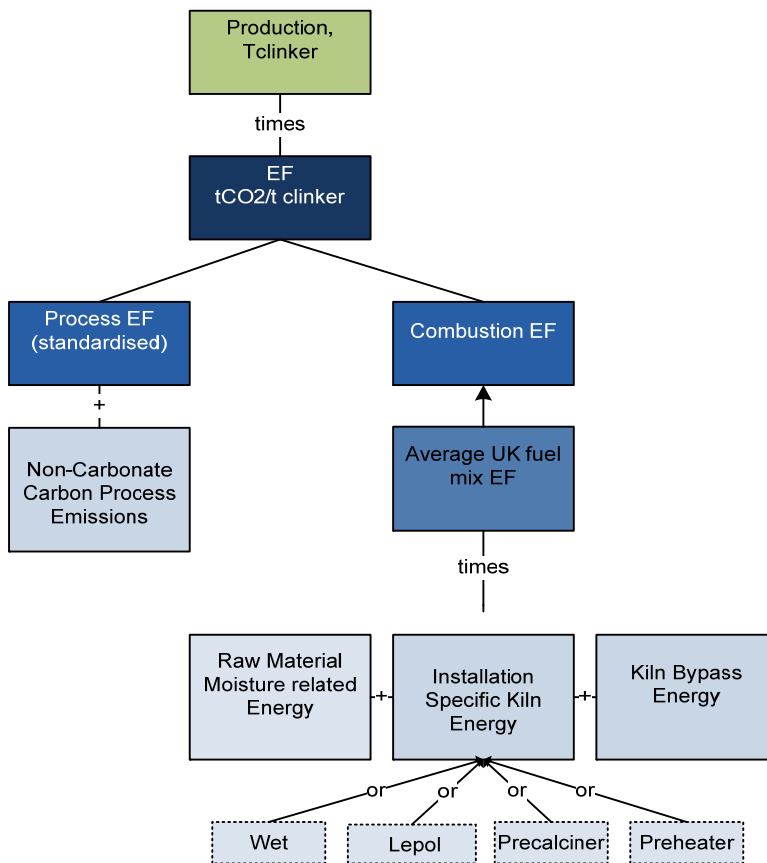 Production,
Tclinker
times
EF
tCO2/t clinker
Process EF
(standardised)
Combustion EF
+
Non-Carbonate
Carbon Process
Emissions
Average UK fuel
mix EF
times
Raw Material
Moisture related
Energy
+
Installation
Specific Kiln
Energy
+
Kiln Bypass
Energy
or
or
or
or
Wet
Lepol
Precalciner
Preheater